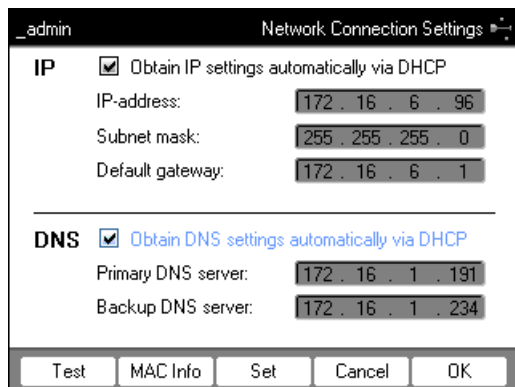 _admin Network Connection Settings
IP Obtain IP settings automatically via DHCP
IP-address: 172 . 16 . 6 . 96
Subnet mask: 255 . 255 . 255 . 0
Default gateway: 172 . 16 . 6 . 1
DNS Obtain DNS settings automatically via DHCP
Primary DNS server: 172 . 16 . 1 . 191
Backup DNS server: 172 . 16 . 1 . 234
Test MAC Info Set Cancel OK